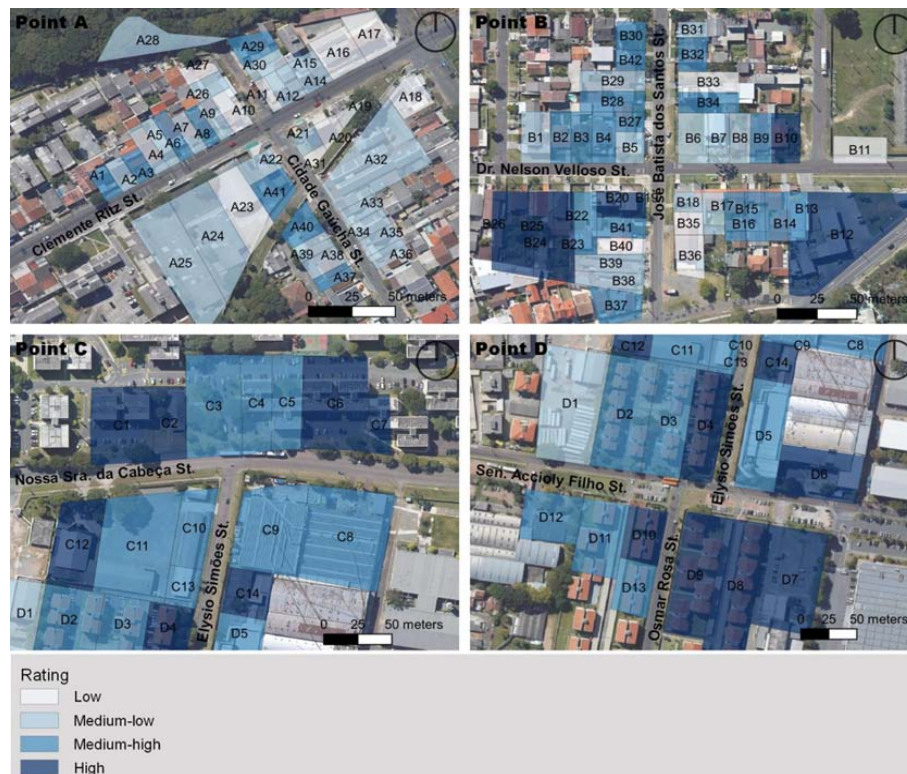 Point A
A28
A29
A30
A17
A16
A15
A14
A27
A26
A11
A12
A9
A10
A19
A18
A5
A7
A8
A6
A4
A21
A20
A1
A2
A3
A22
A31
A32
A41
A23
A33
A24
A40
A34
A35
A25
A39
A38
A36
A37
Clemente Ritz St.
Cidade Gaúcha St.
0 25 50 meters
Point B
B30
B31
B42
B32
B29
B33
B28
B34
B27
B1
B2
B3
B4
B5
B6
B7
B8
B9
B10
B11
José Batista dos Santos St.
Dr. Nelson Velloso St.
B26
B25
B24
B22
B20
B19
B18
B17
B15
B13
B23
B41
B16
B14
B12
B40
B35
B39
B36
B38
B37
0 25 50 meters
Point C
C1
C2
C3
C4
C5
C6
C7
Nossa Sra. da Cabeça St.
C10
C12
C11
C9
C8
C13
C14
D1
D2
D3
D4
D5
Elysio Simões St.
0 25 50 meters
Point D
C12
C11
C10
C13
C9
C8
C14
D1
D2
D3
D4
D5
D6
Elysio Simões St.
Sen. Accioly Filho St.
D12
D11
D10
D13
D9
D8
D7
Osmar Rosa St.
0 25 50 meters
Rating
Low
Medium-low
Medium-high
High